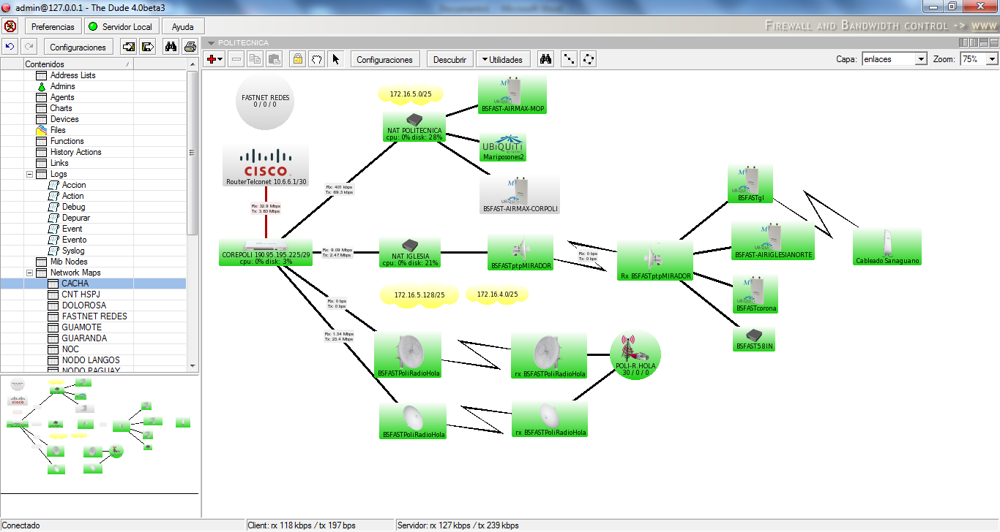 admin@127.0.0.1 - The Dude 4.0beta3
Preferencias
Servidor Local
Ayuda
FIREWALL AND BANDWIDTH CONTROL -> WWW
Configuraciones
POLITECNICA
Configuraciones
Descubrir
Utilidades
Capa:
enlaces
Zoom:
75%
Contenidos
Address Lists
Admins
Agents
Charts
Devices
Files
Functions
History Actions
Links
Logs
Accion
Action
Debug
Depurar
Event
Evento
Syslog
Mib Nodes
Network Maps
CACHA
CNT HSPJ
DOLOROSA
FASTNET REDES
GUAMOTE
GUARANDA
NOC
NODO LANGOS
NODO PAGUAY
FASTNET REDES
0 / 0 / 0
172.16.5.0/25
BSFAST-AIRMAX-MOP
NAT POLITECNICA
cpu: 0% disk: 28%
UBiQUiTi
NETWORKS
Mariposones2
CISCO
RouterTelconet 10.6.6.1/30
Rx: 401 kbps
Tx: 69.3 kbps
UBiQUiTi
BSFAST-AIRMAX-CORPOLI
BSFASTgl
Rx: 32.9 Mbps
Tx: 3.83 Mbps
COREPOLI 190.95.195.225/29
cpu: 0% disk: 3%
Rx: 9.09 Mbps
Tx: 2.47 Mbps
NAT IGLESIA
cpu: 0% disk: 21%
BSFASTptpMIRADOR
Rx: 0 bps
Tx: 0 bps
Rx BSFASTptpMIRADOR
BSFAST-AIRIGLESIANORTE
Cableado Sanaguano
172.16.5.128/25
172.16.4.0/25
Rx: 0 bps
Tx: 0 bps
BSFASTcorona
Rx: 1.34 Mbps
Tx: 23.4 Mbps
BSFAST5.8IN
BSFASTPoliRadioHola
rx BSFASTPoliRadioHola
POLI-R.HOLA
30 / 0 / 0
BSFASTPoliRadioHola
rx BSFASTPoliRadioHola
Conectado
Client: rx 118 kbps / tx 197 bps
Servidor: rx 127 kbps / tx 239 kbps